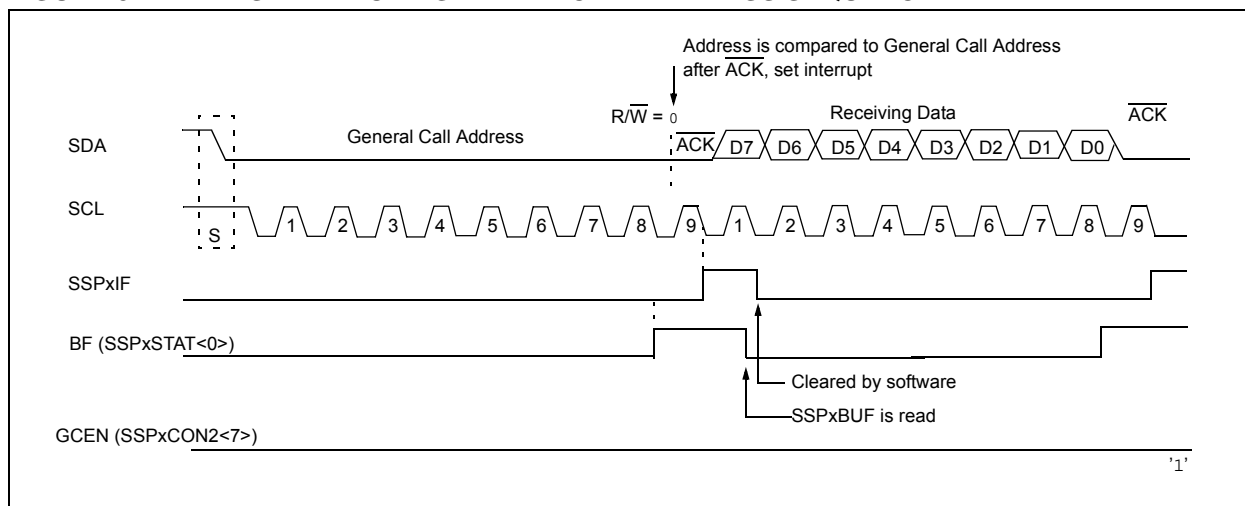 Address is compared to General Call Address
after ACK, set interrupt
R/W = 0
Receiving Data
ACK
SDA
General Call Address
ACK D7 D6 D5 D4 D3 D2 D1 D0
SCL
S
1 2 3 4 5 6 7 8 9 1 2 3 4 5 6 7 8 9
SSPxIF
BF (SSPxSTAT<0>)
Cleared by software
SSPxBUF is read
GCEN (SSPxCON2<7>)
'1'